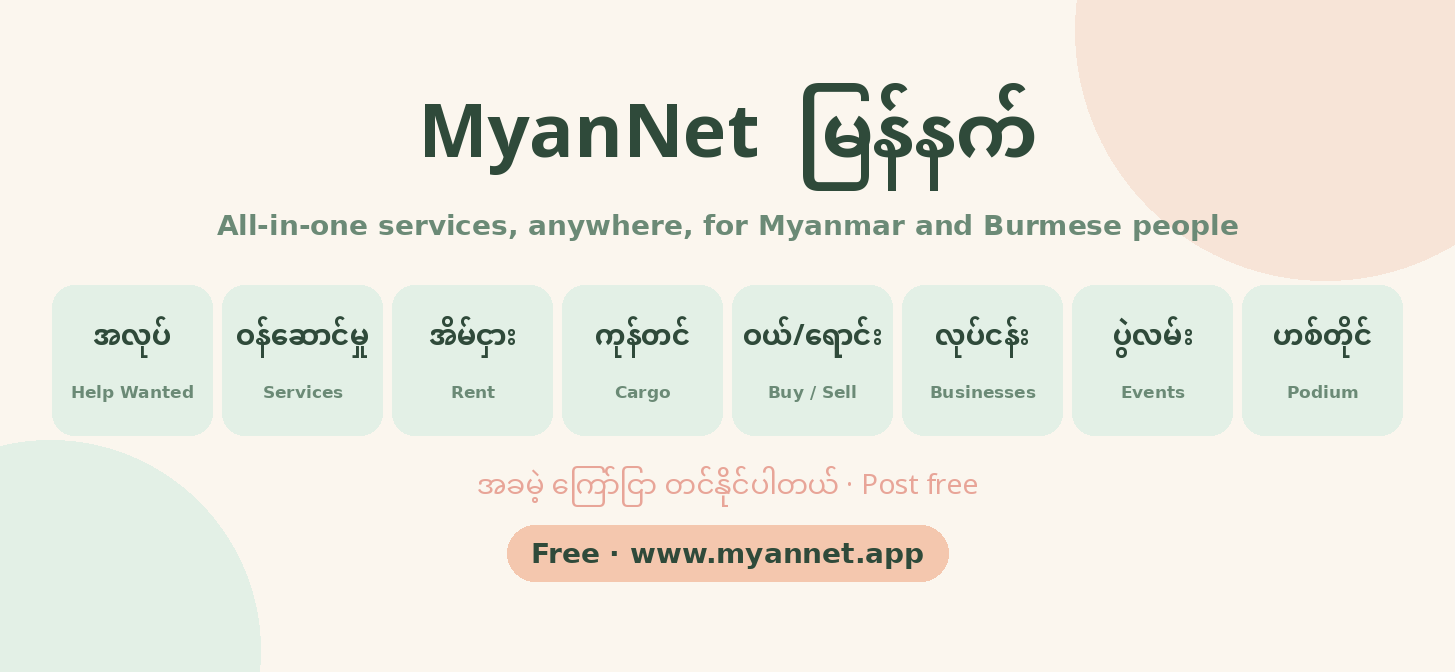 MyanNet မြန်နက်
All-in-one services, anywhere, for Myanmar and Burmese people
အလုပ်
Help Wanted
ဝန်ဆောင်မှု
Services
အိမ်ငှား
Rent
ကုန်တင်
Cargo
ဝယ်/ရောင်း
Buy / Sell
လုပ်ငန်း
Businesses
ပွဲလမ်း
Events
ဟစ်တိုင်
Podium
အခမဲ့ ကြော်ငြာ တင်နိုင်ပါတယ် · Post free
Free · www.myannet.app